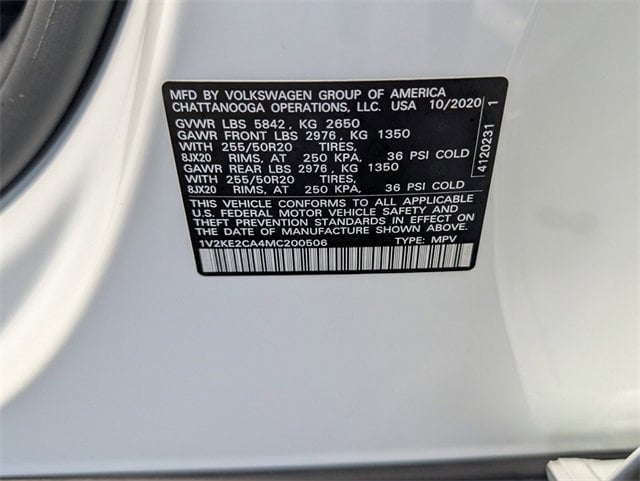 MFD BY VOLKSWAGEN GROUP OF AMERICA
CHATTANOOGA OPERATIONS, LLC. USA 10/2020
GVWR LBS 5842, KG 2650
GAWR FRONT LBS 2976, KG 1350
WITH 255/50R20 TIRES,
8JX20 RIMS, AT 250 KPA, 36 PSI COLD
GAWR REAR LBS 2976, KG 1350
WITH 255/50R20 TIRES,
8JX20 RIMS, AT 250 KPA, 36 PSI COLD
THIS VEHICLE CONFORMS TO ALL APPLICABLE
U.S. FEDERAL MOTOR VEHICLE SAFETY AND
THEFT PREVENTION STANDARDS IN EFFECT ON
THE DATE OF MANUFACTURE SHOWN ABOVE.
1V2KE2CA4MC200506 TYPE: MPV
4120231 1